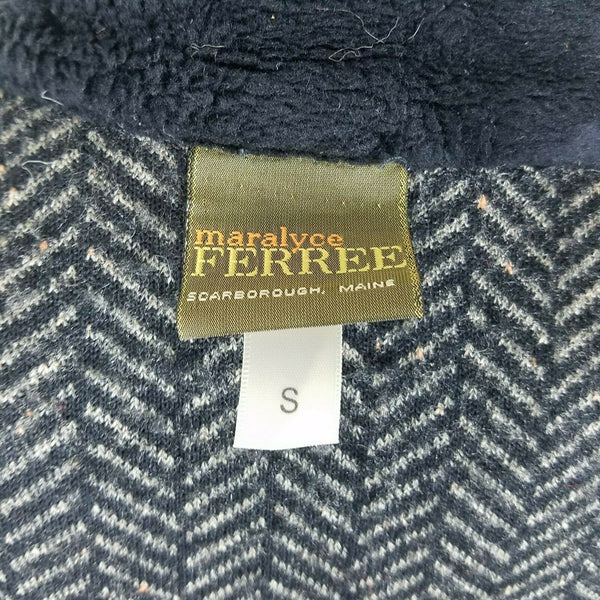 maralyce
FERREE
SCARBOROUGH, MAINE
S